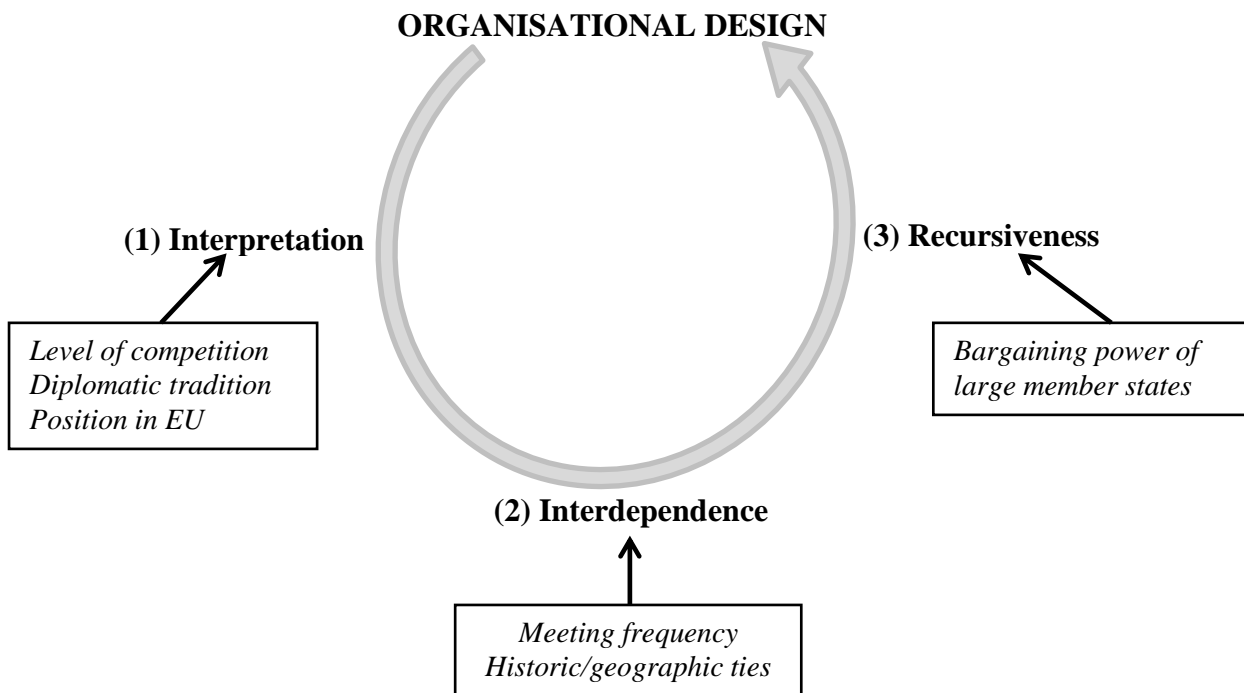 ORGANISATIONAL DESIGN
(1) Interpretation
(3) Recursiveness
Level of competition
Diplomatic tradition
Position in EU
Bargaining power of
large member states
(2) Interdependence
Meeting frequency
Historic/geographic ties